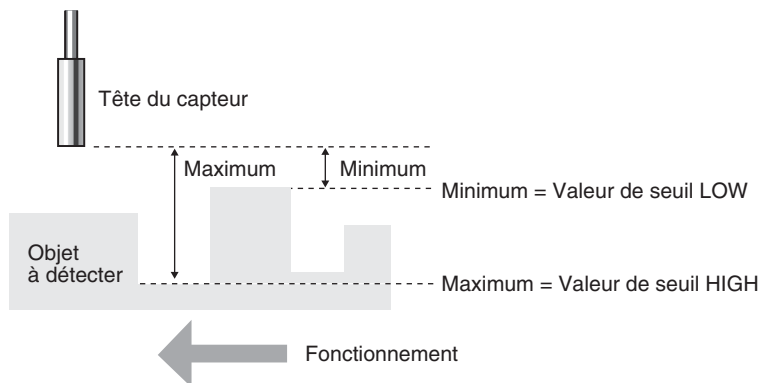 Tête du capteur
Maximum
Minimum
Minimum = Valeur de seuil LOW
Objet
à détecter
Maximum = Valeur de seuil HIGH
Fonctionnement